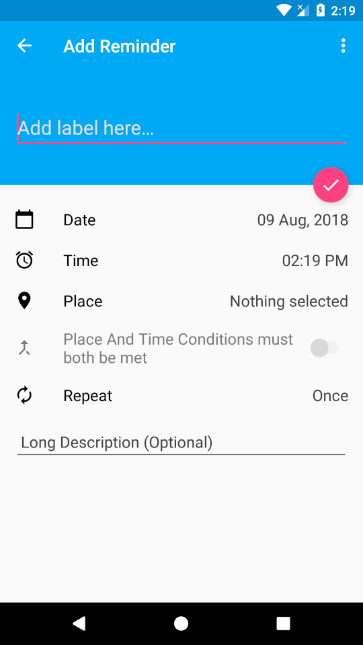 2:19
Add Reminder
Add label here...
Date 09 Aug, 2018
Time 02:19 PM
Place Nothing selected
Place And Time Conditions must
both be met
Repeat Once
Long Description (Optional)